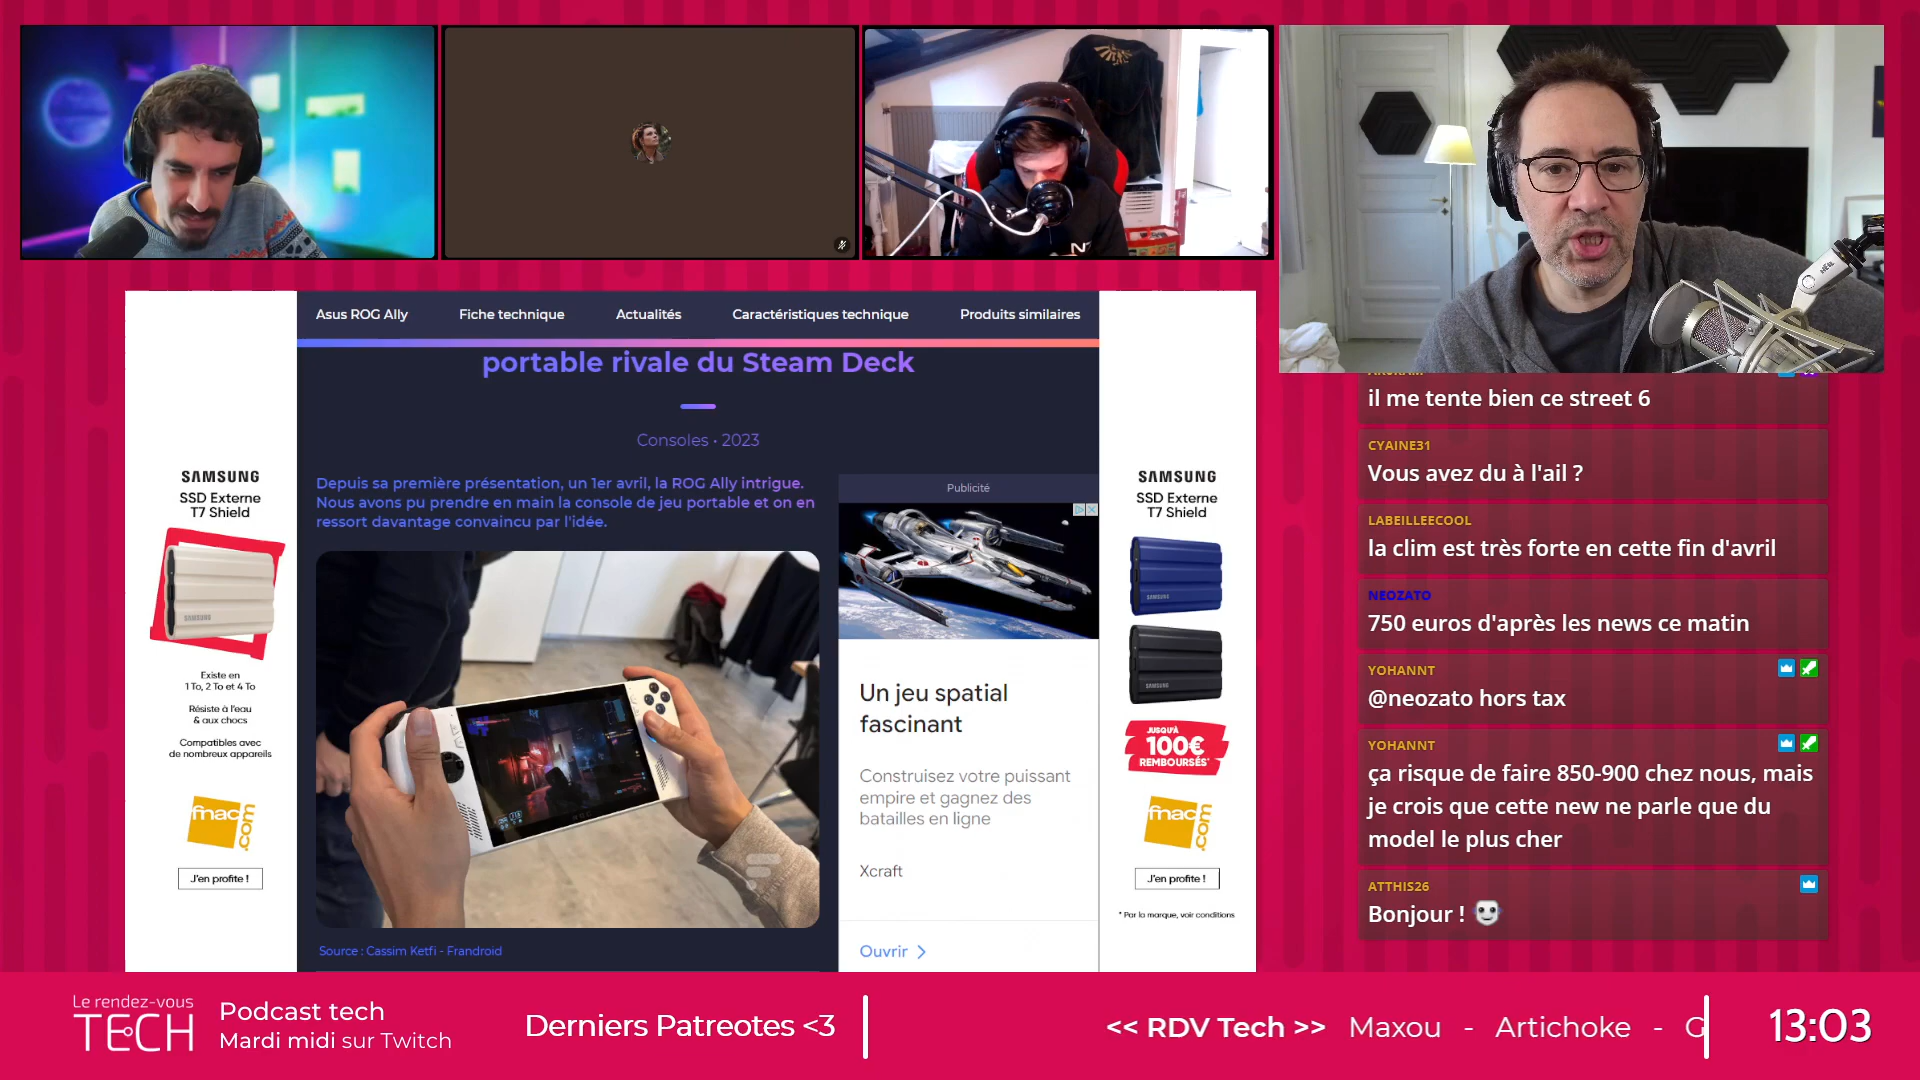 Asus ROG Ally
Fiche technique
Actualités
Caractéristiques technique
Produits similaires
portable rivale du Steam Deck
Consoles • 2023
Depuis sa première présentation, un 1er avril, la ROG Ally intrigue.
Nous avons pu prendre en main la console de jeu portable et on en
ressort davantage convaincu par l'idée.
Source : Cassim Ketfi - Frandroid
Publicité
Un jeu spatial
fascinant
Construisez votre puissant
empire et gagnez des
batailles en ligne
Xcraft
Ouvrir
SAMSUNG
SSD Externe
T7 Shield
SAMSUNG
Existe en
1 To, 2 To et 4 To
Résiste à l'eau
& aux chocs
Compatibles avec
de nombreux appareils
fnac.com
J'en profite !
SAMSUNG
SSD Externe
T7 Shield
SAMSUNG
SAMSUNG
JUSQU'À
100€
REMBOURSÉS*
fnac.com
J'en profite !
* Par la marque, voir conditions
il me tente bien ce street 6
CYAINE31
Vous avez du à l'ail ?
LABEILLEECOOL
la clim est très forte en cette fin d'avril
NEOZATO
750 euros d'après les news ce matin
YOHANNT
@neozato hors tax
YOHANNT
ça risque de faire 850-900 chez nous, mais
je crois que cette new ne parle que du
model le plus cher
ATTHIS26
Bonjour !
Le rendez-vous
TECH
Podcast tech
Mardi midi sur Twitch
Derniers Patreotes <3
<< RDV Tech >> Maxou - Artichoke - G
13:03